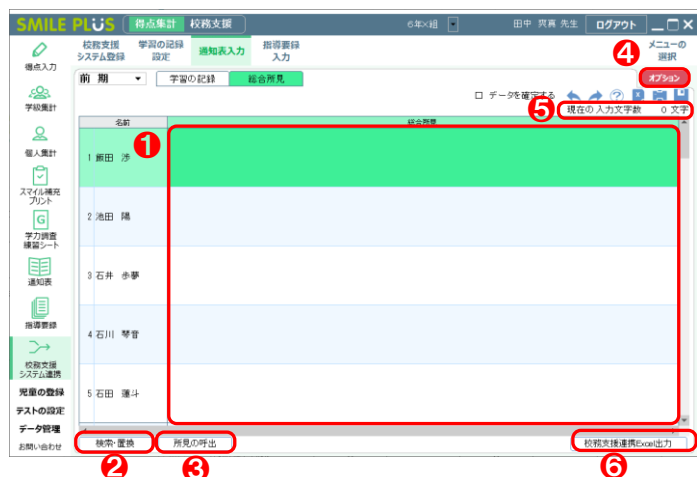 SMILE PLUS 得点集計 校務支援 6年×組 田中 爽真 先生 ログアウト
得点入力
学級集計
個人集計
スマイル補充
プリント
学力調査
練習シート
通知表
指導要録
校務支援
システム連携
児童の登録
テストの設定
データ管理
お問い合わせ
校務支援
システム登録
学習の記録
設定
通知表入力
指導要録
入力
④
メニューの
選択
前 期 学習の記録 総合所見
オプション
データを確定する
⑤
現在の入力文字数 0 文字
名前 総合所見
①
1 飯田 渉
2 池田 陽
3 石井 歩夢
4 石川 琴音
5 石田 蓮斗
検索・置換 所見の呼出 校務支援連携Excel出力
② ③ ⑥